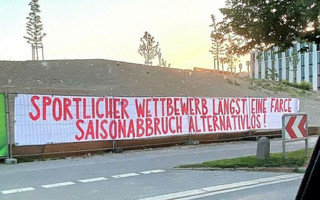 SPORTLICHER WETTBEWERB LÄNGST EINE FARCE
SAISONABBRUCH ALTERNATIVLOS!